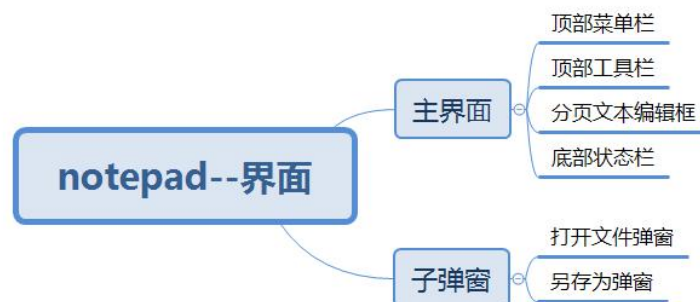 notepad--界面
主界面
顶部菜单栏
顶部工具栏
分页文本编辑框
底部状态栏
子弹窗
打开文件弹窗
另存为弹窗